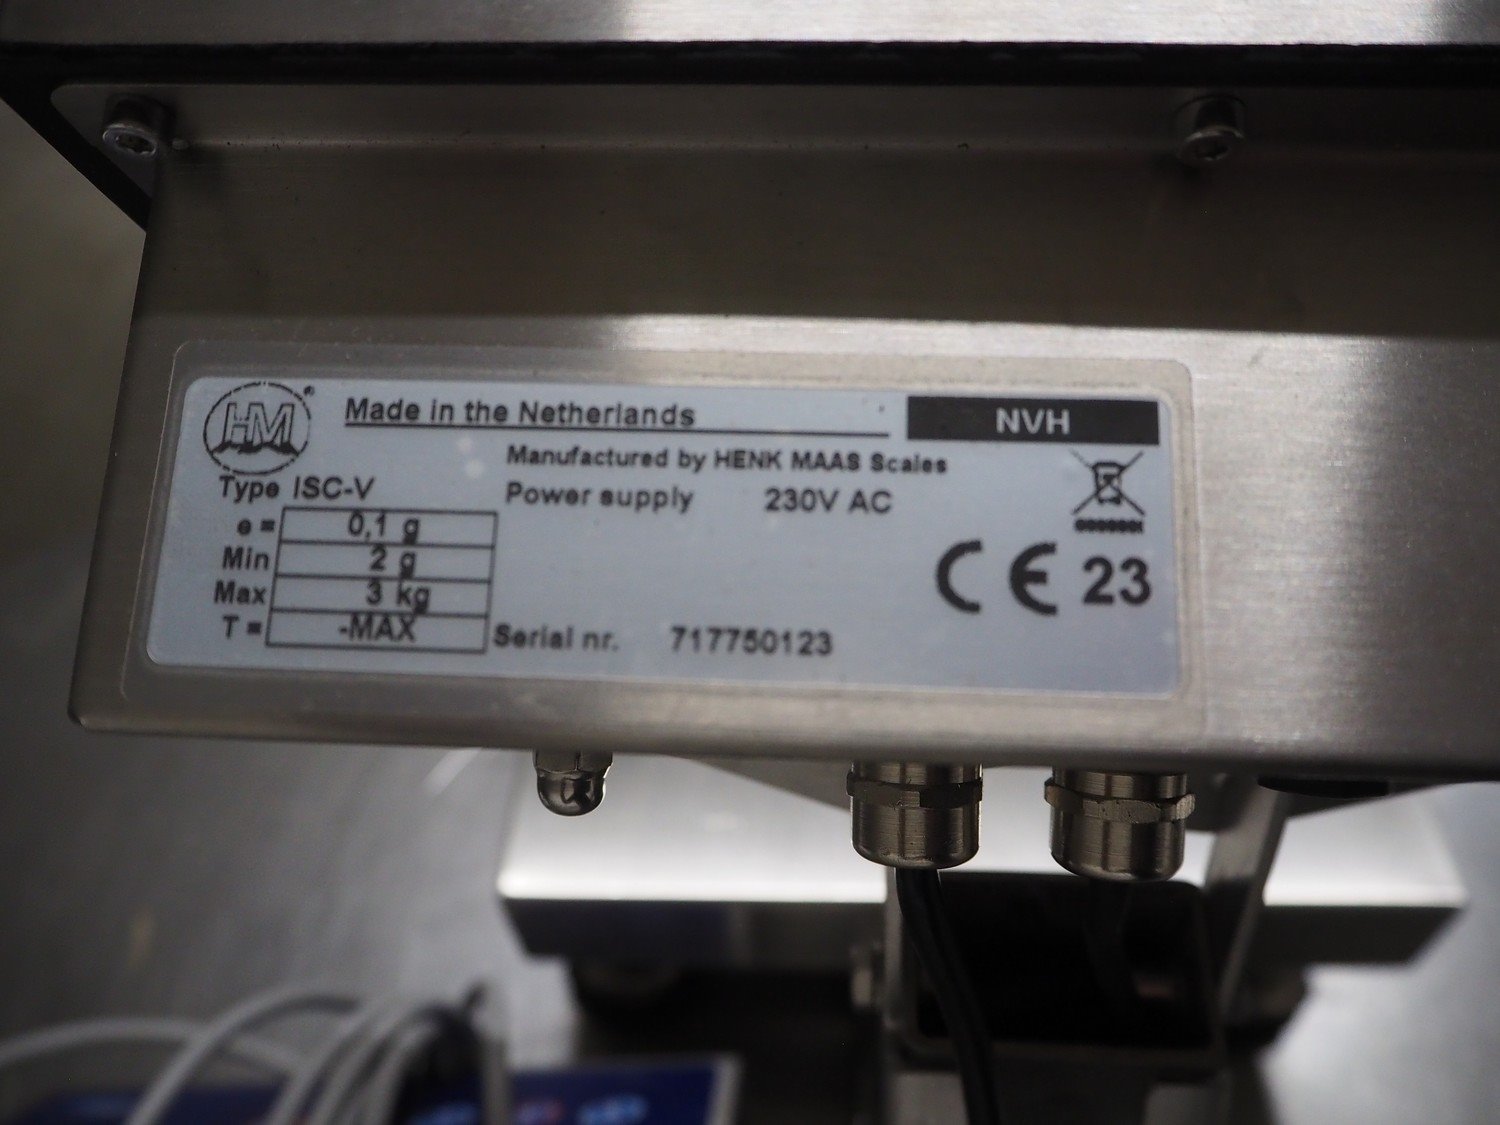 HM®
Made in the Netherlands
NVH
Manufactured by HENK MAAS Scales
Type ISC-V
Power supply 230V AC
e = 0,1 g
Min 2 g
Max 3 kg
T = -MAX
CE 23
Serial nr. 717750123